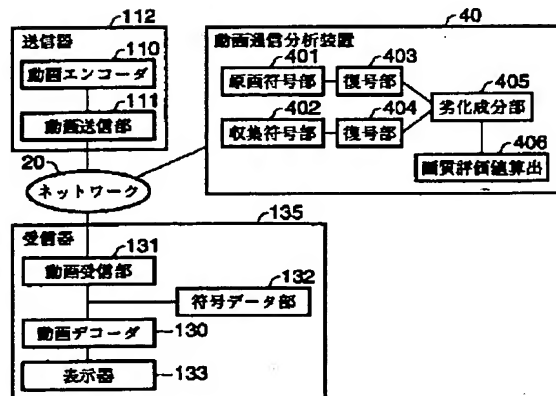 112
送信器
110
動画エンコーダ
111
動画送信部
20
ネットワーク
40
動画通信分析装置
401
原画符号部
403
復号部
402
収集符号部
404
復号部
405
劣化成分部
406
画質評価値算出
135
受信器
131
動画受信部
132
符号データ部
動画デコーダ
130
表示器
133